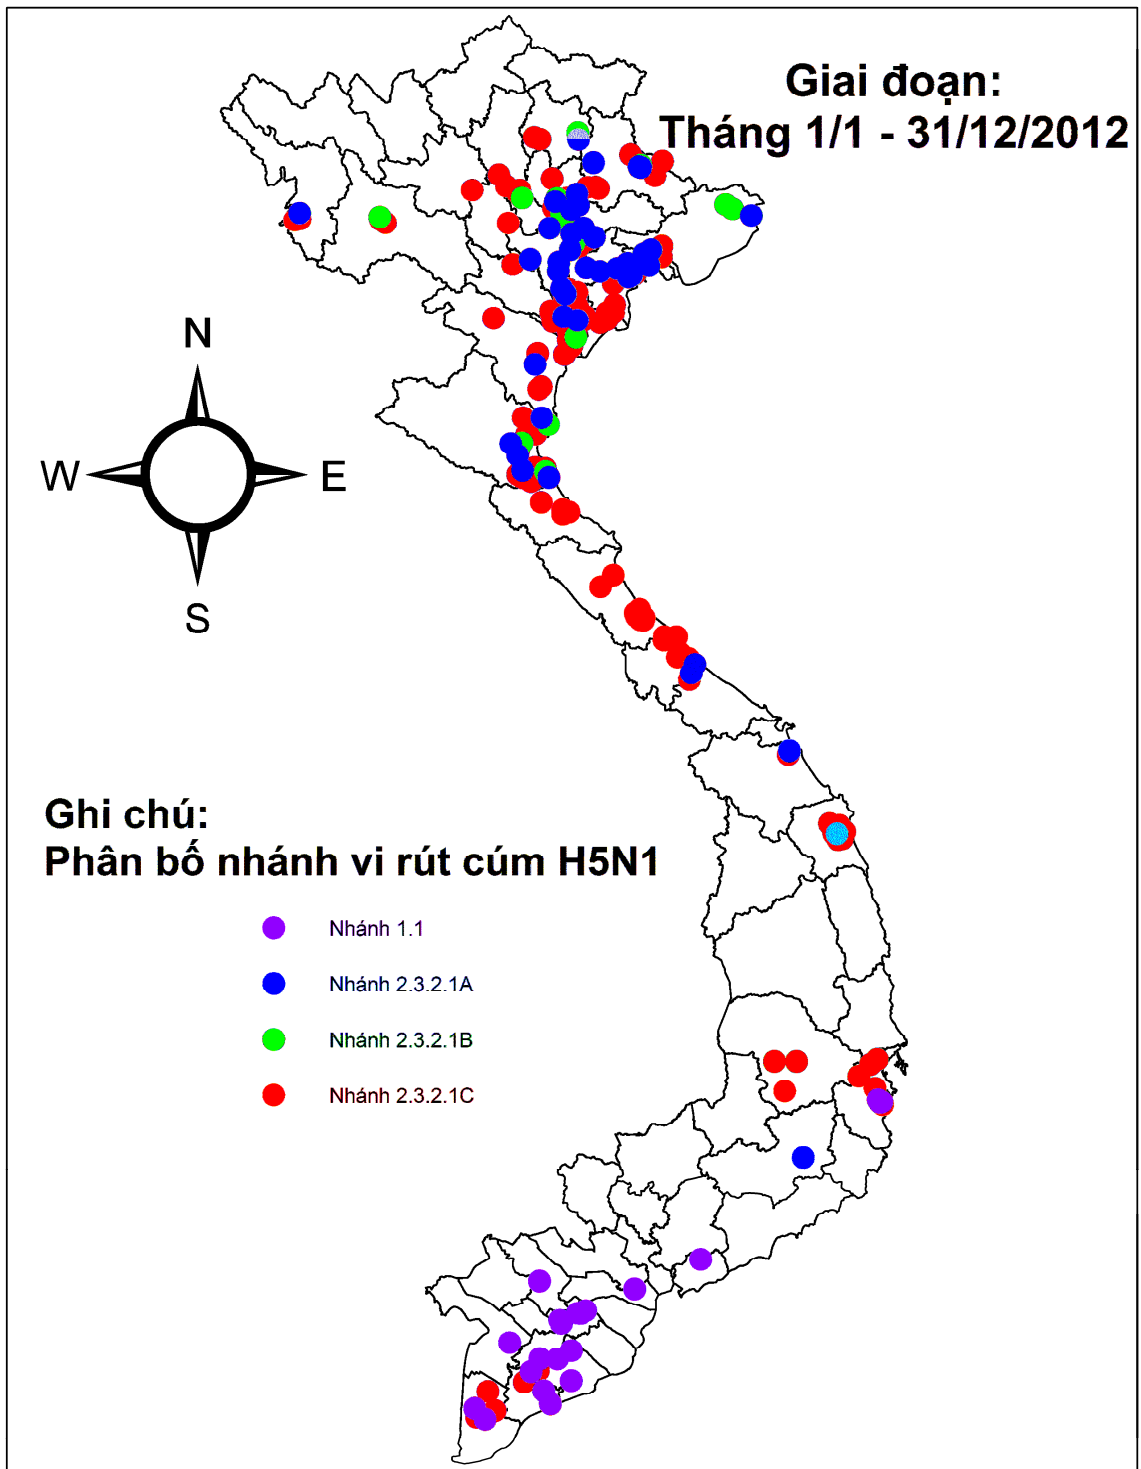 Giai đoạn:
Tháng 1/1 - 31/12/2012
N
W
E
S
Ghi chú:
Phân bố nhánh vi rút cúm H5N1
Nhánh 1.1
Nhánh 2.3.2.1A
Nhánh 2.3.2.1B
Nhánh 2.3.2.1C